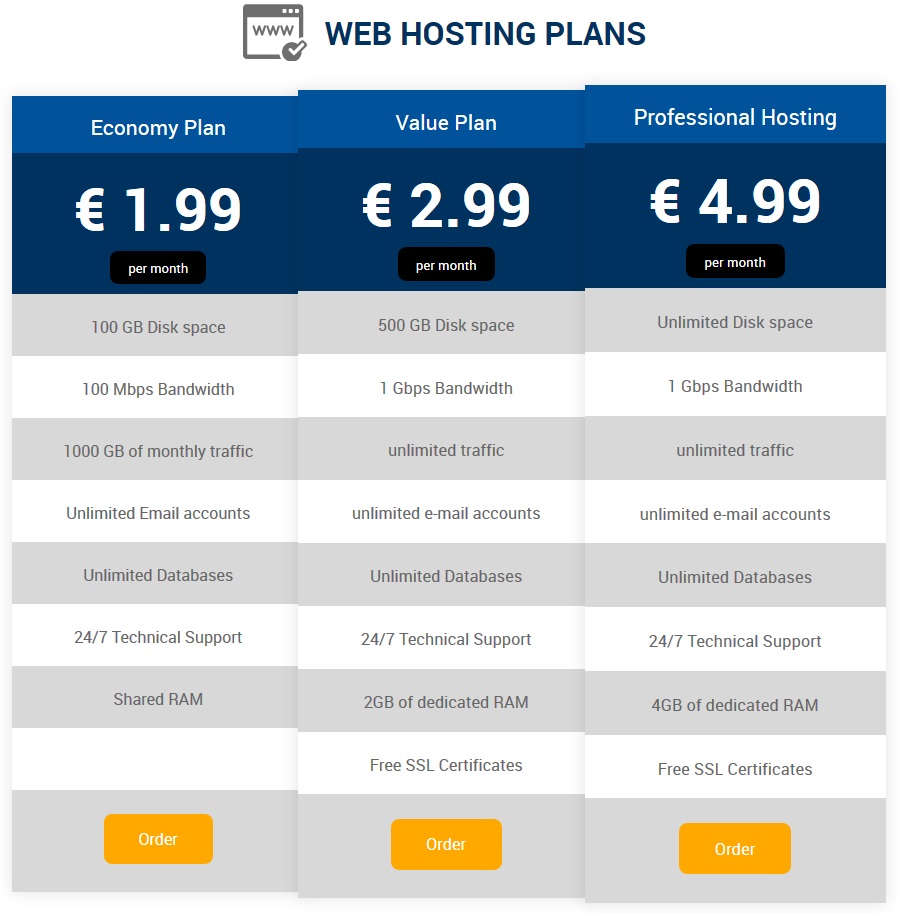 WWW
WEB HOSTING PLANS
Economy Plan
€ 1.99
per month
100 GB Disk space
100 Mbps Bandwidth
1000 GB of monthly traffic
Unlimited Email accounts
Unlimited Databases
24/7 Technical Support
Shared RAM
Order
Value Plan
€ 2.99
per month
500 GB Disk space
1 Gbps Bandwidth
unlimited traffic
unlimited e-mail accounts
Unlimited Databases
24/7 Technical Support
2GB of dedicated RAM
Free SSL Certificates
Order
Professional Hosting
€ 4.99
per month
Unlimited Disk space
1 Gbps Bandwidth
unlimited traffic
unlimited e-mail accounts
Unlimited Databases
24/7 Technical Support
4GB of dedicated RAM
Free SSL Certificates
Order